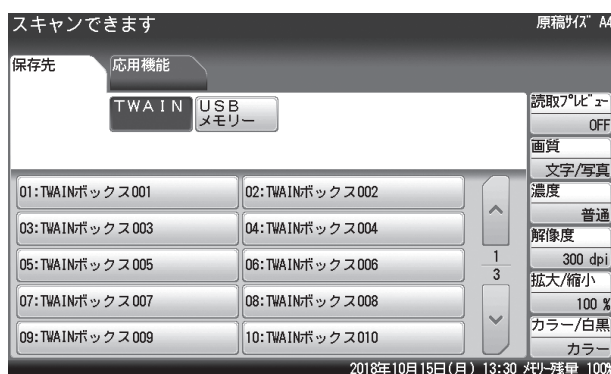 スキャンできます
原稿サイズ A4
保存先
応用機能
TWAIN
USB
メモリー
読取プレビュー
OFF
画質
文字/写真
濃度
普通
解像度
300 dpi
拡大/縮小
100 %
カラー/白黒
カラー
01:TWAINボックス001
02:TWAINボックス002
03:TWAINボックス003
04:TWAINボックス004
05:TWAINボックス005
06:TWAINボックス006
07:TWAINボックス007
08:TWAINボックス008
09:TWAINボックス009
10:TWAINボックス010
1
3
2018年10月15日(月) 13:30 メモリー残量 100%